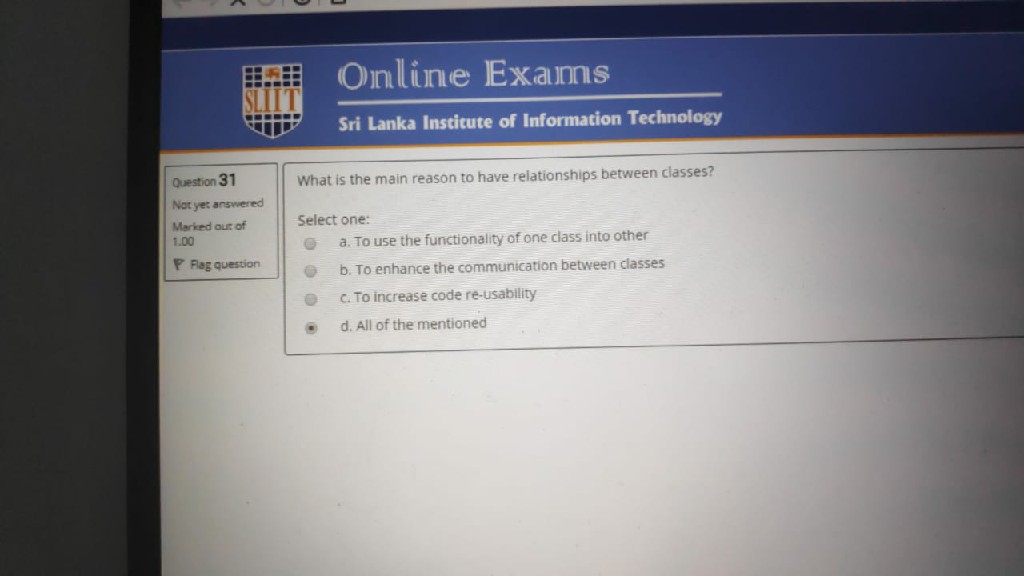 SLIIT
Online Exams
Sri Lanka Institute of Information Technology
Question 31
Not yet answered
Marked out of
1.00
Flag question
What is the main reason to have relationships between classes?
Select one:
a. To use the functionality of one class into other
b. To enhance the communication between classes
c. To increase code re-usability
d. All of the mentioned